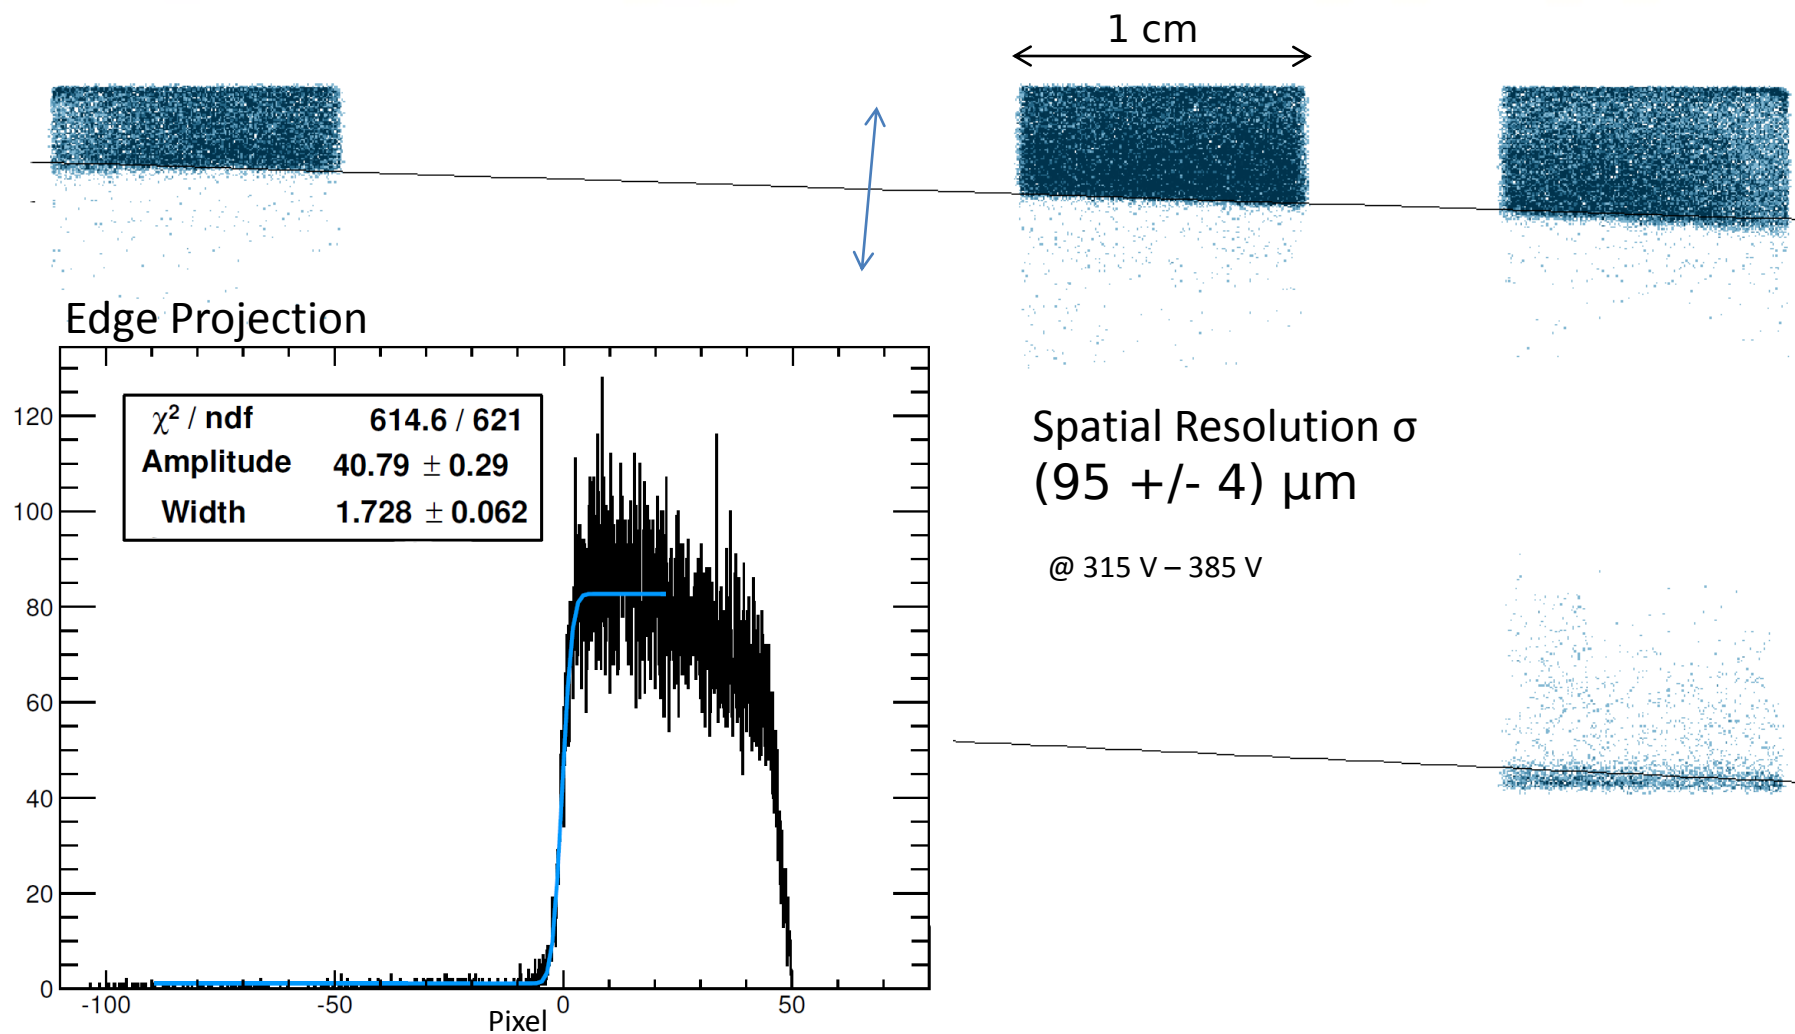 1 cm
Edge Projection
χ² / ndf 614.6 / 621
Amplitude 40.79 ± 0.29
Width 1.728 ± 0.062
120
100
80
60
40
20
0
-100 -50 0 50
Pixel
Spatial Resolution σ
(95 +/- 4) μm
@ 315 V – 385 V